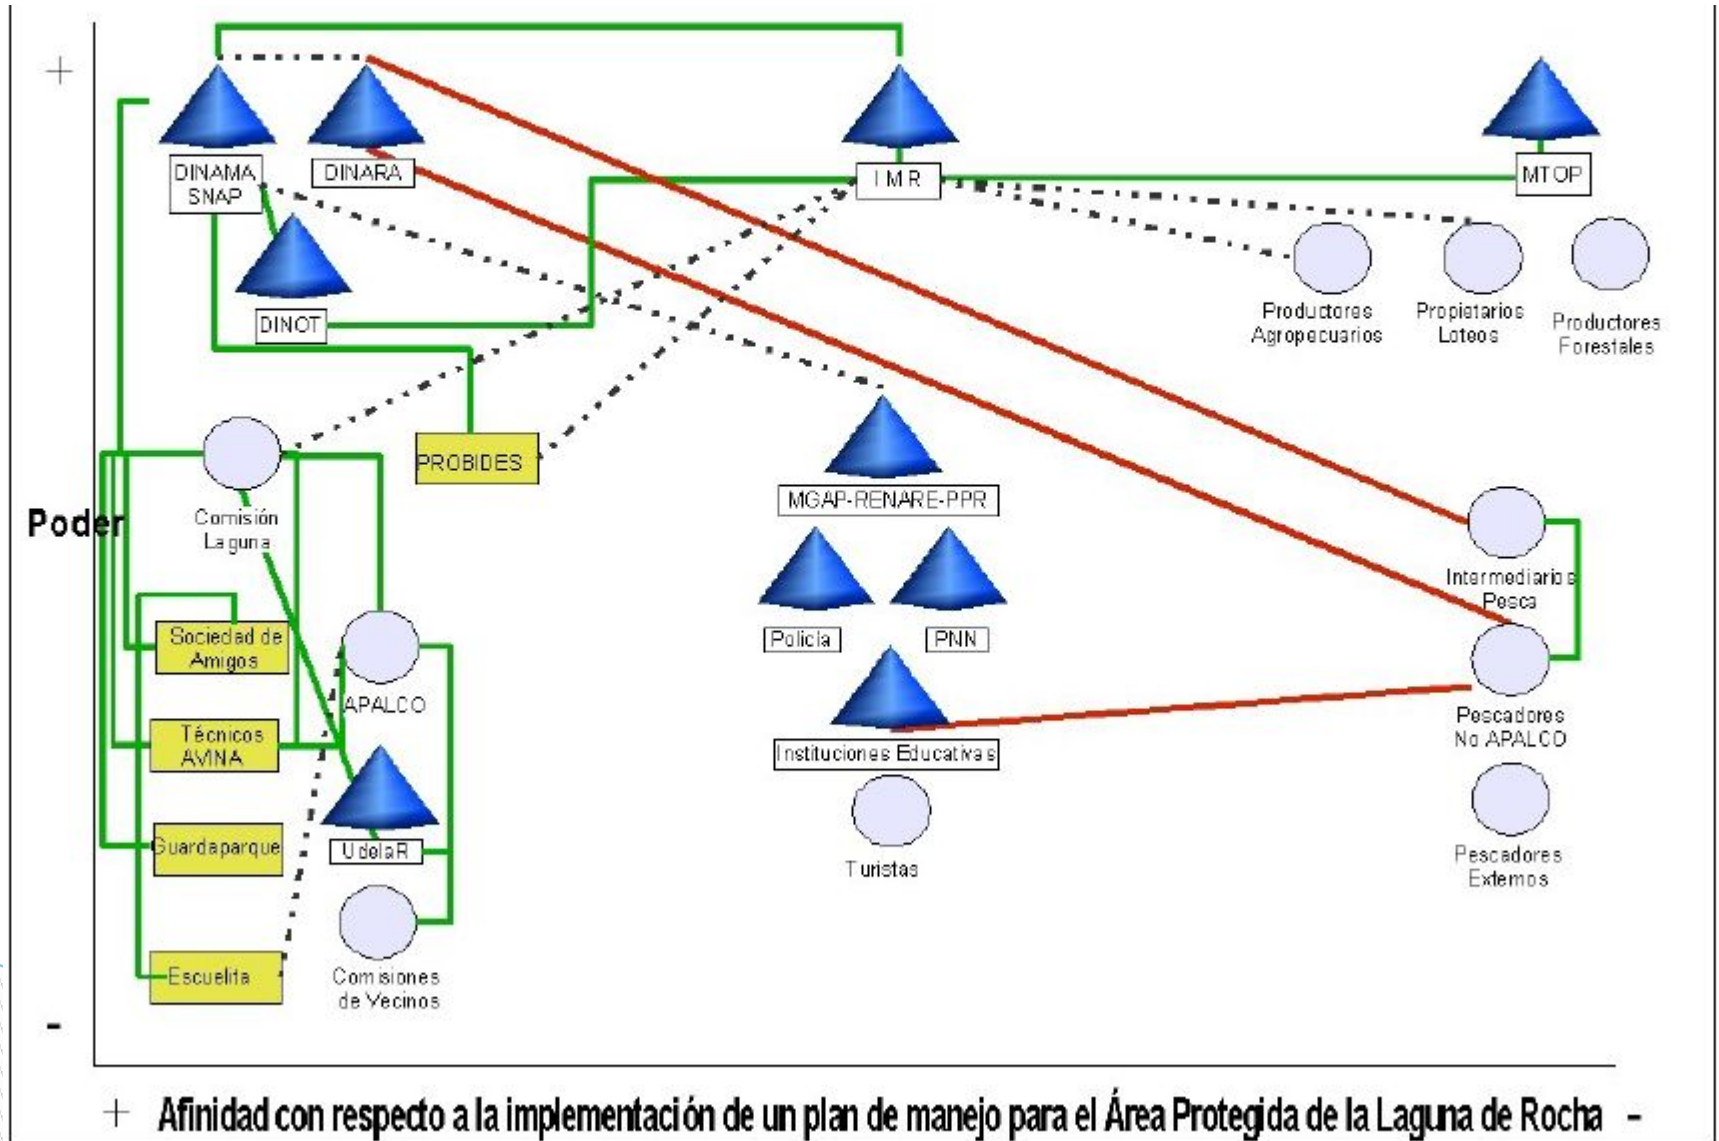 +
DINAMA
SNAP
DINARA
I M R
MTOP
DINOT
Productores
Agropecuarios
Propietarios
Loteos
Productores
Forestales
PROBIDES
Comisión
Laguna
MGAP-RENARE-PPR
Poder
Intermediarios
Pesca
Policía
PNN
Sociedad de
Amigos
APALCO
Técnicos
AVINA
Pescadores
No APALCO
Instituciones Educativas
Guardaparque
UdelaR
Turistas
Pescadores
Externos
Escuelita
Comisiones
de Vecinos
-
+ Afinidad con respecto a la implementación de un plan de manejo para el Área Protegida de la Laguna de Rocha -